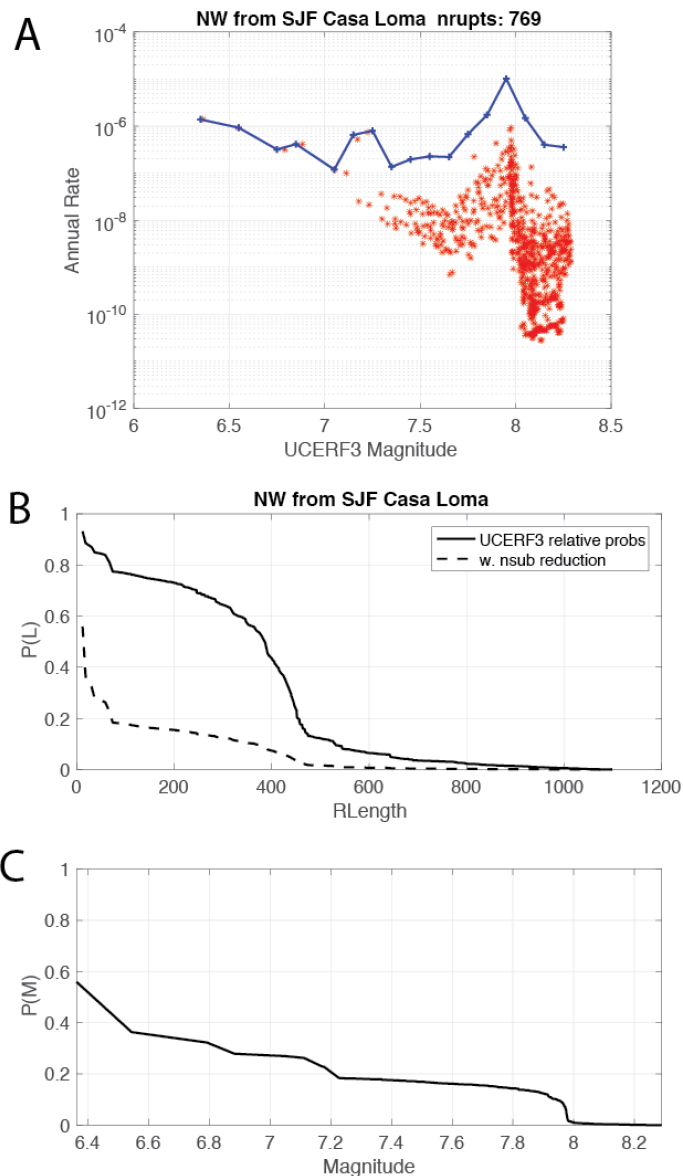 A
NW from SJF Casa Loma nrupts: 769
10-4
10-6
10-8
10-10
10-12
Annual Rate
6 6.5 7 7.5 8 8.5
UCERF3 Magnitude
B
NW from SJF Casa Loma
1
0.8
0.6
0.4
0.2
0
P(L)
UCERF3 relative probs
w. nsub reduction
0 200 400 600 800 1000 1200
RLength
C
1
0.8
0.6
0.4
0.2
0
P(M)
6.4 6.6 6.8 7 7.2 7.4 7.6 7.8 8 8.2
Magnitude